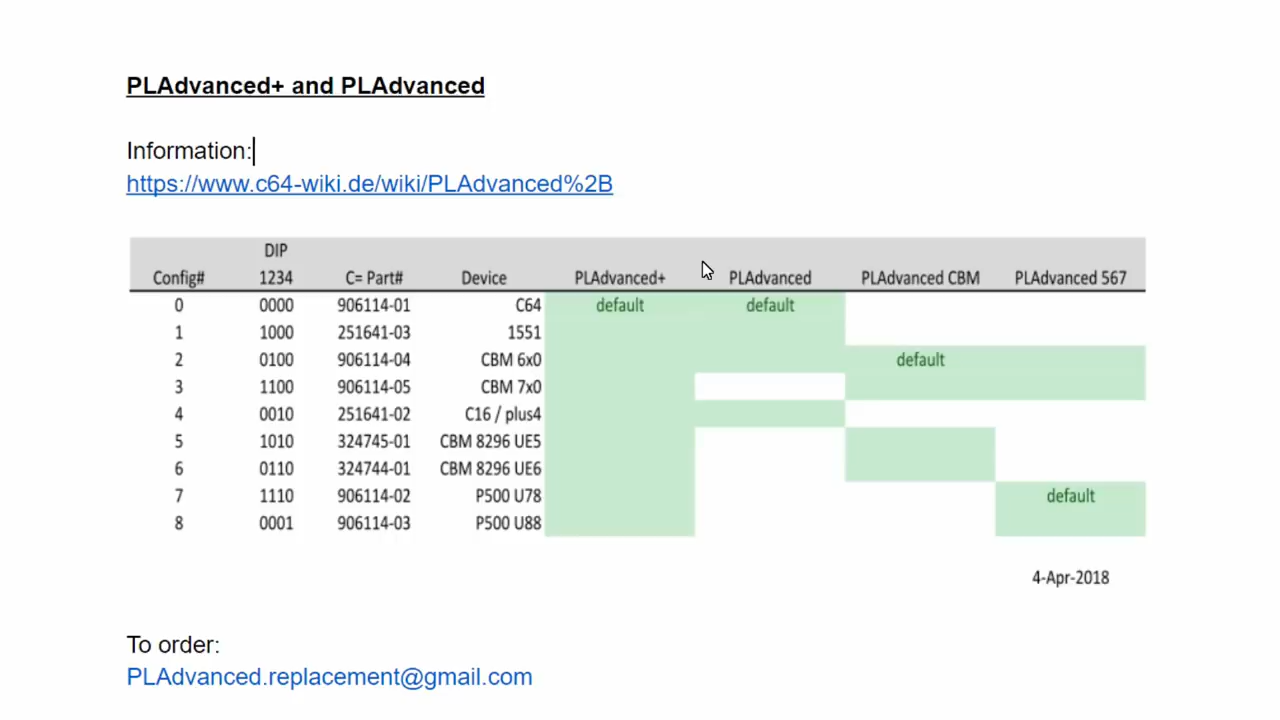 PLAdvanced+ and PLAdvanced
Information:
https://www.c64-wiki.de/wiki/PLAdvanced%2B
DIP
Config# 1234 C= Part# Device PLAdvanced+ PLAdvanced PLAdvanced CBM PLAdvanced 567
0 0000 906114-01 C64 default default
1 1000 251641-03 1551
2 0100 906114-04 CBM 6x0 default
3 1100 906114-05 CBM 7x0
4 0010 251641-02 C16 / plus4
5 1010 324745-01 CBM 8296 UE5
6 0110 324744-01 CBM 8296 UE6
7 1110 906114-02 P500 U78 default
8 0001 906114-03 P500 U88
4-Apr-2018
To order:
PLAdvanced.replacement@gmail.com